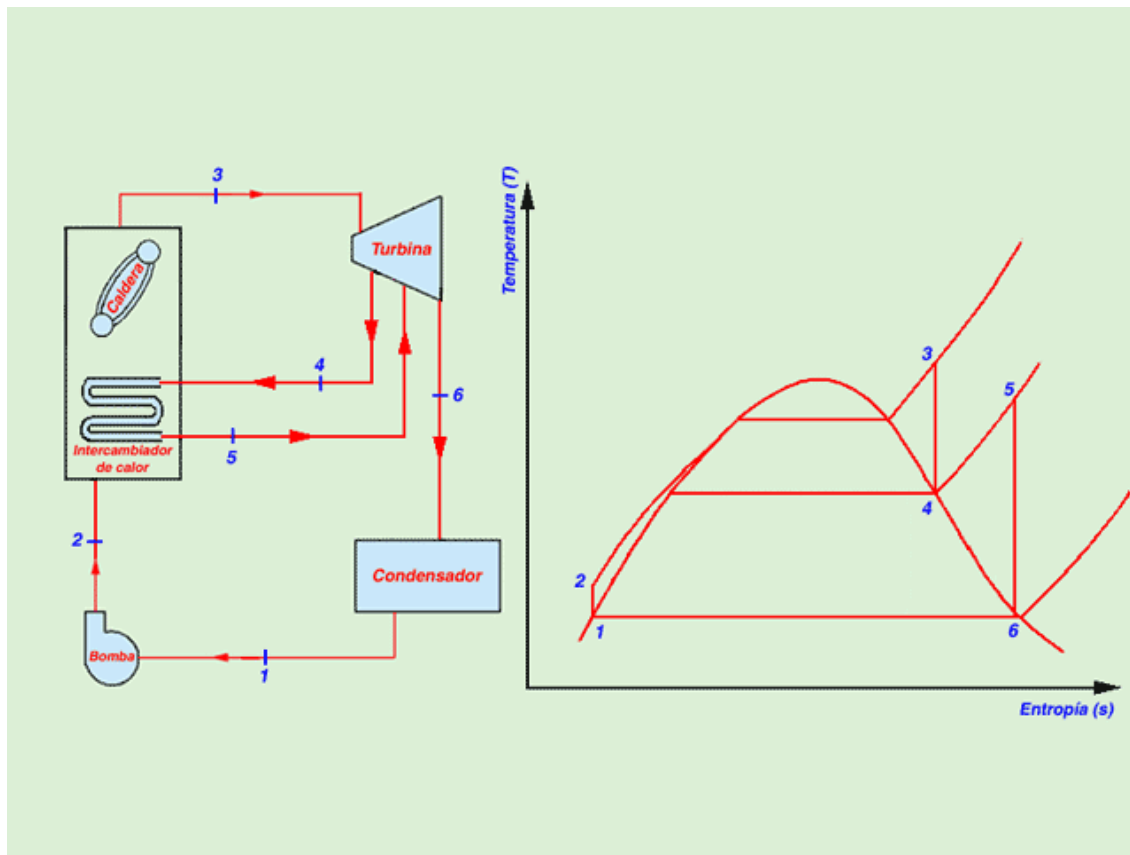 3
Turbina
Caldera
4
6
5
Intercambiador
de calor
2
Condensador
Bomba
1
Temperatura (T)
3
5
4
2
1
6
Entropía (s)